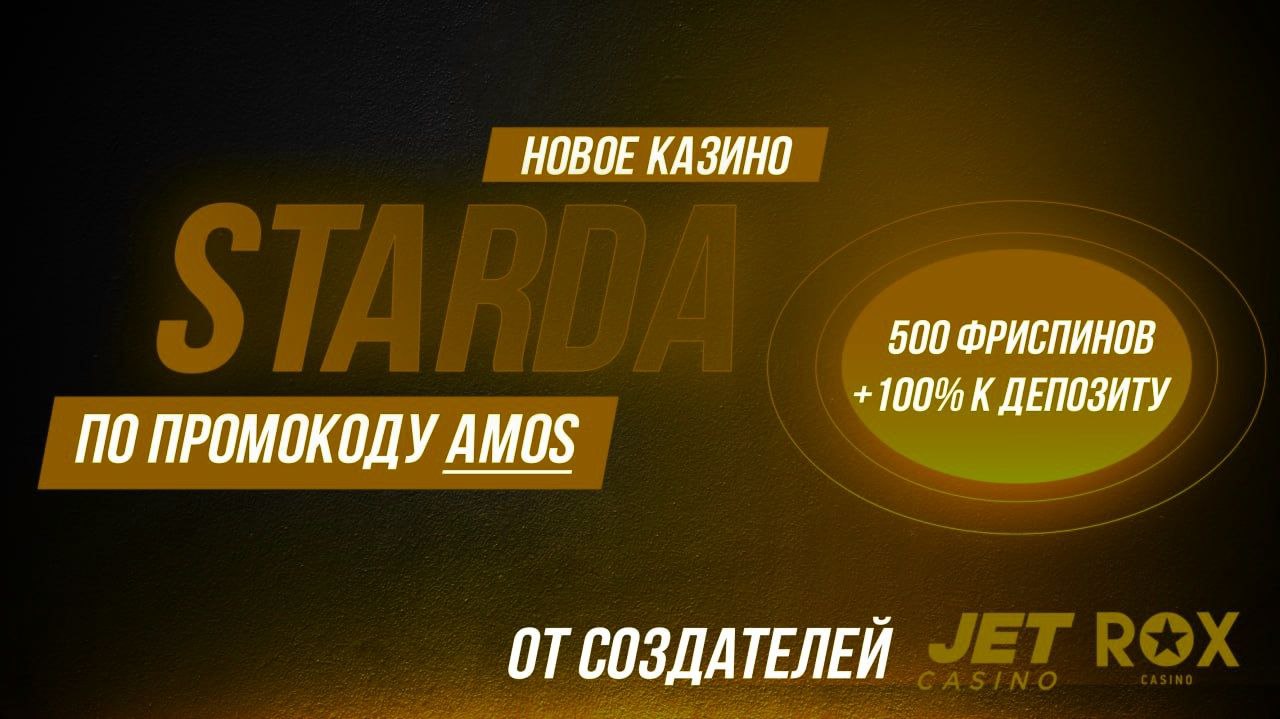 НОВОЕ КАЗИНО
STARDA
ПО ПРОМОКОДУ AMOS
500 ФРИСПИНОВ
+100% К ДЕПОЗИТУ
ОТ СОЗДАТЕЛЕЙ
JET
CASINO
ROX
CASINO